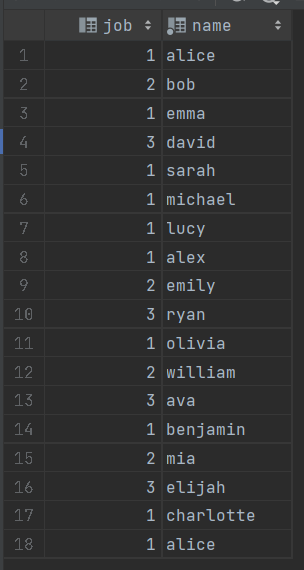 job name
1 1 alice
2 2 bob
3 1 emma
4 3 david
5 1 sarah
6 1 michael
7 1 lucy
8 1 alex
9 2 emily
10 3 ryan
11 1 olivia
12 2 william
13 3 ava
14 1 benjamin
15 2 mia
16 3 elijah
17 1 charlotte
18 1 alice